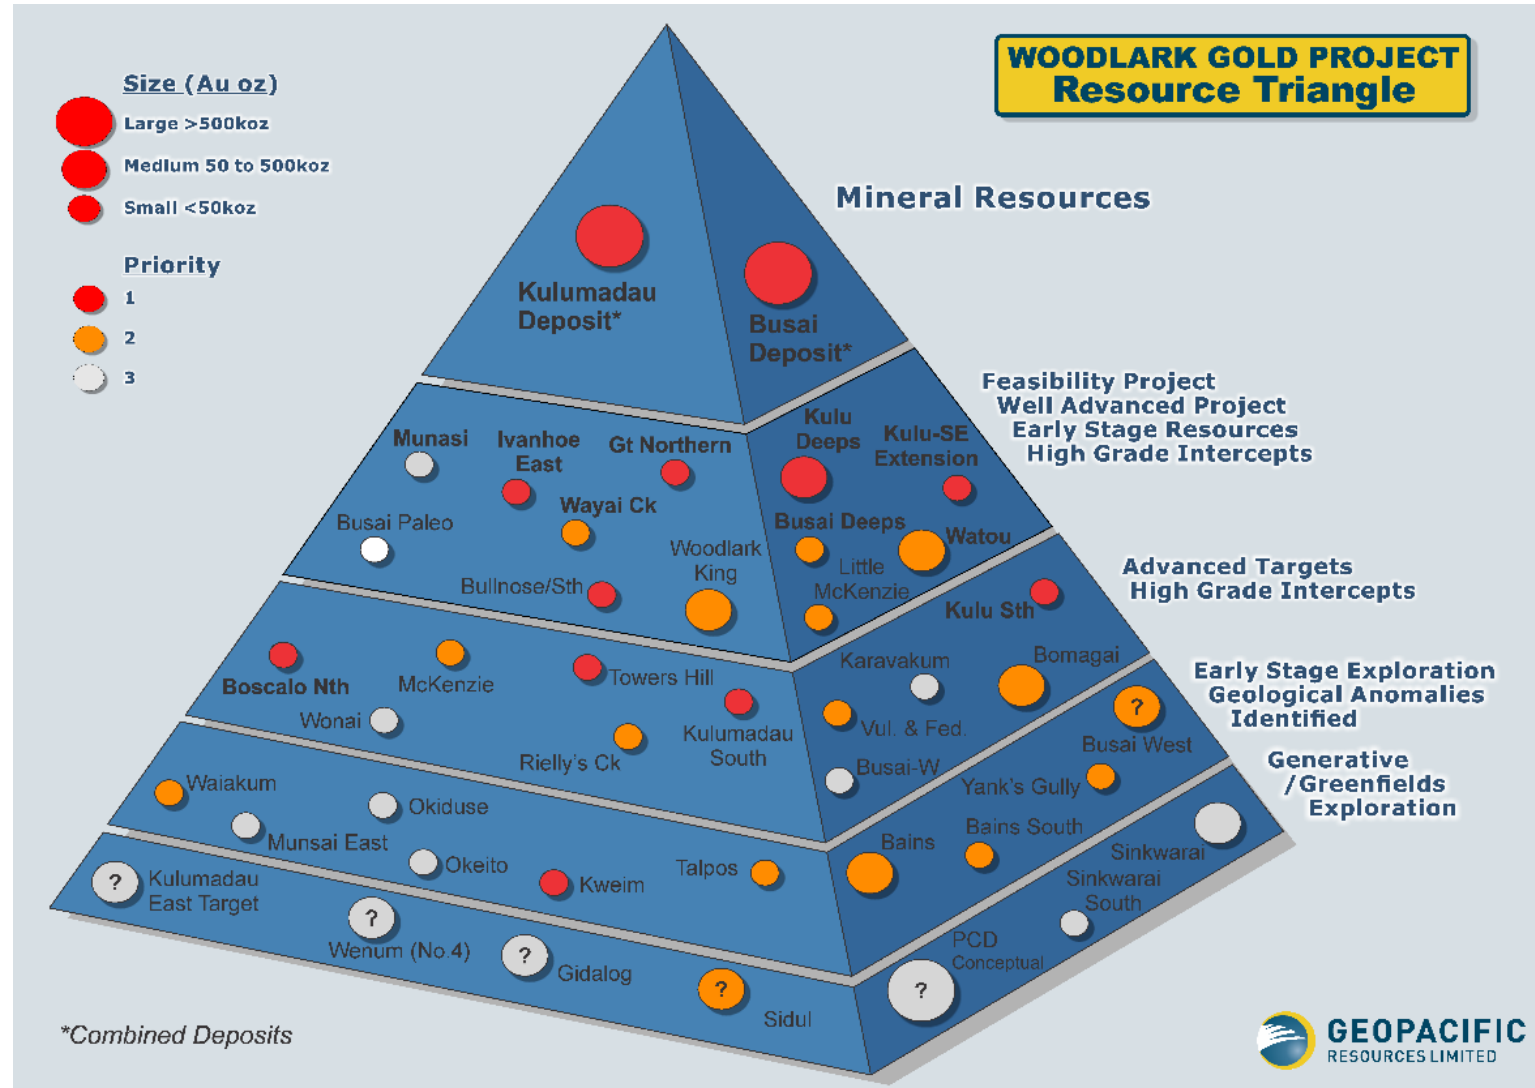 WOODLARK GOLD PROJECT
Resource Triangle
Size (Au oz)
Large >500koz
Medium 50 to 500koz
Small <50koz
Priority
1
2
3
Mineral Resources
Kulumadau
Deposit*
Busai
Deposit*
Feasibility Project
Well Advanced Project
Early Stage Resources
High Grade Intercepts
Munasi
Ivanhoe
East
Gt Northern
Kulu
Deeps
Kulu-SE
Extension
Busai Paleo
Wayai Ck
Woodlark
King
Bullnose/Sth
Busai Deeps
Watou
Little
McKenzie
Advanced Targets
High Grade Intercepts
Boscalo Nth
McKenzie
Towers Hill
Wonai
Rielly's Ck
Kulumadau
South
Kulu Sth
Karavakum
Bomagai
Vul. & Fed.
Busai-W
Early Stage Exploration
Geological Anomalies
Identified
Waiakum
Okiduse
Munsai East
Okeito
Kweim
Talpos
?
Busai West
Yank's Gully
Bains South
Bains
Generative
/Greenfields
Exploration
?
Kulumadau
East Target
?
Wenum (No.4)
?
Gidalog
?
Sidul
Sinkwarai
Sinkwarai
South
PCD
Conceptual
?
*Combined Deposits
GEOPACIFIC
RESOURCES LIMITED